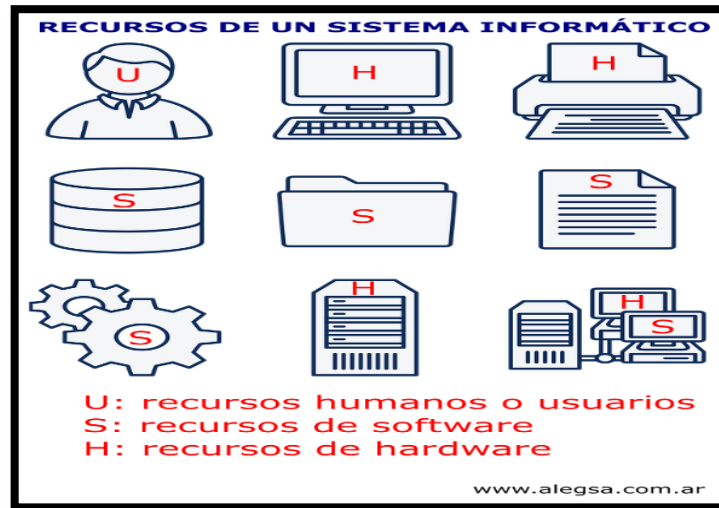 RECURSOS DE UN SISTEMA INFORMÁTICO
U
H
H
S
S
S
S
H
H
S
U: recursos humanos o usuarios
S: recursos de software
H: recursos de hardware
www.alegsa.com.ar